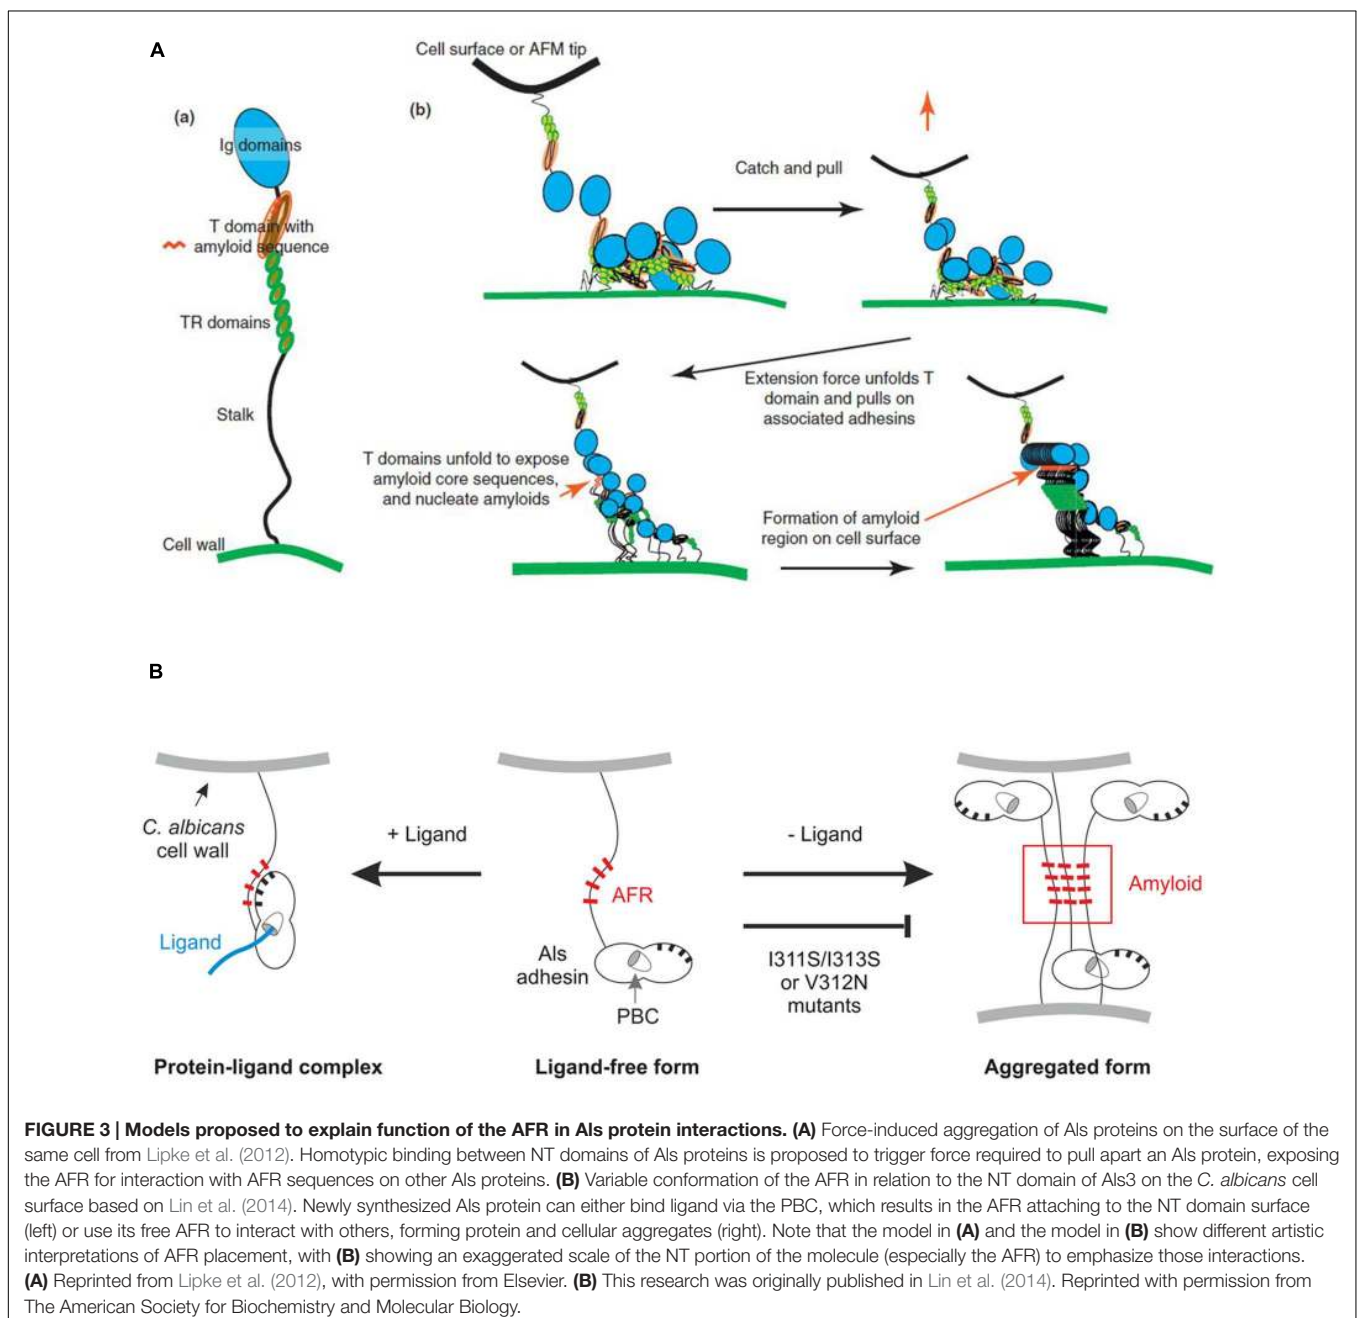 A
(a)
Ig domains
T domain with
amyloid sequence
TR domains
Stalk
Cell wall
(b)
Cell surface or AFM tip
Catch and pull
Extension force unfolds T
domain and pulls on
associated adhesins
T domains unfold to expose
amyloid core sequences,
and nucleate amyloids
Formation of amyloid
region on cell surface
B
C. albicans
cell wall
Ligand
+ Ligand
AFR
Als
adhesin
PBC
- Ligand
I311S/I313S
or V312N
mutants
Amyloid
Protein-ligand complex
Ligand-free form
Aggregated form
FIGURE 3 | Models proposed to explain function of the AFR in Als protein interactions. (A) Force-induced aggregation of Als proteins on the surface of the
same cell from Lipke et al. (2012). Homotypic binding between NT domains of Als proteins is proposed to trigger force required to pull apart an Als protein, exposing
the AFR for interaction with AFR sequences on other Als proteins. (B) Variable conformation of the AFR in relation to the NT domain of Als3 on the C. albicans cell
surface based on Lin et al. (2014). Newly synthesized Als protein can either bind ligand via the PBC, which results in the AFR attaching to the NT domain surface
(left) or use its free AFR to interact with others, forming protein and cellular aggregates (right). Note that the model in (A) and the model in (B) show different artistic
interpretations of AFR placement, with (B) showing an exaggerated scale of the NT portion of the molecule (especially the AFR) to emphasize those interactions.
(A) Reprinted from Lipke et al. (2012), with permission from Elsevier. (B) This research was originally published in Lin et al. (2014). Reprinted with permission from
The American Society for Biochemistry and Molecular Biology.